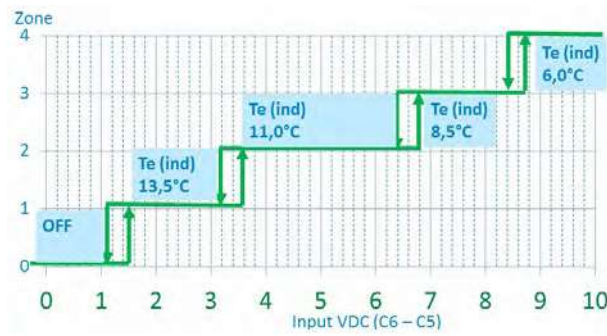 Zone
4
Te (ind)
6,0°C
3
Te (ind)
11,0°C
Te (ind)
8,5°C
2
Te (ind)
13,5°C
1
OFF
0
0 1 2 3 4 5 6 7 8 9 10
Input VDC (C6 – C5)